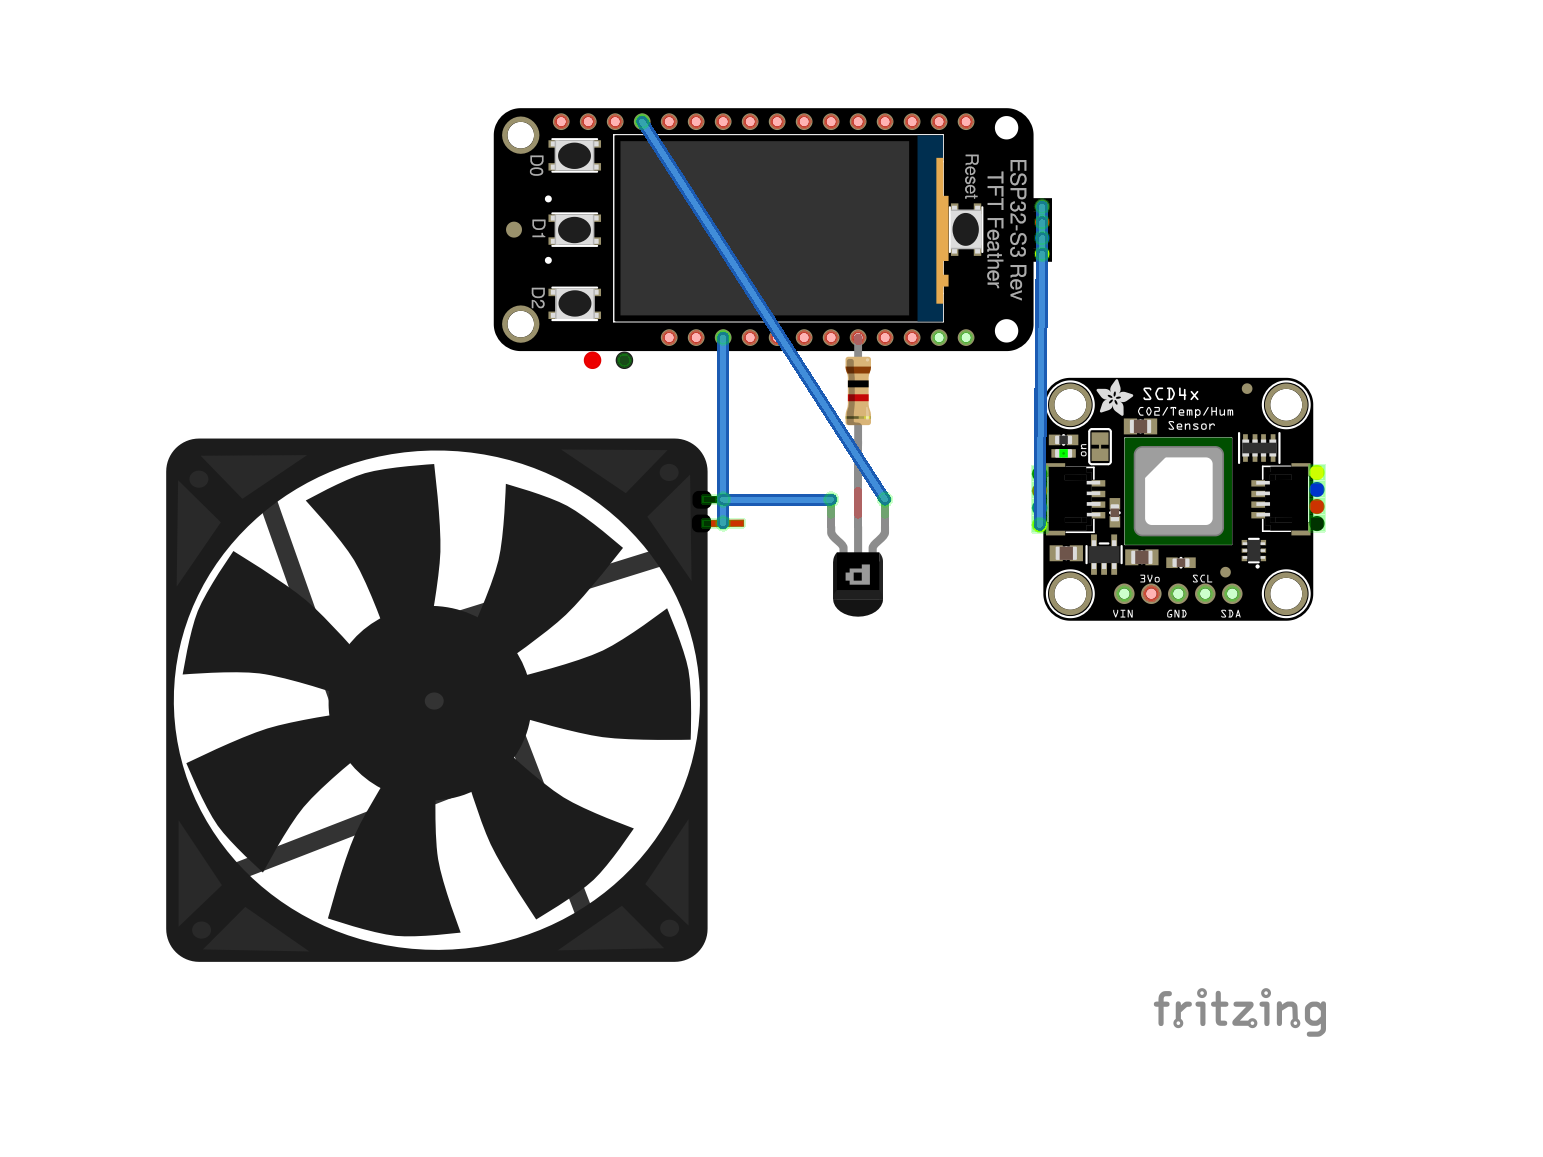 D0
D1
D2
Reset
ESP32-S3 Rev
TFT Feather
SCD4x
CO2/Temp/Hum
Sensor
on
3Vo
SCL
VIN
GND
SDA
fritzing